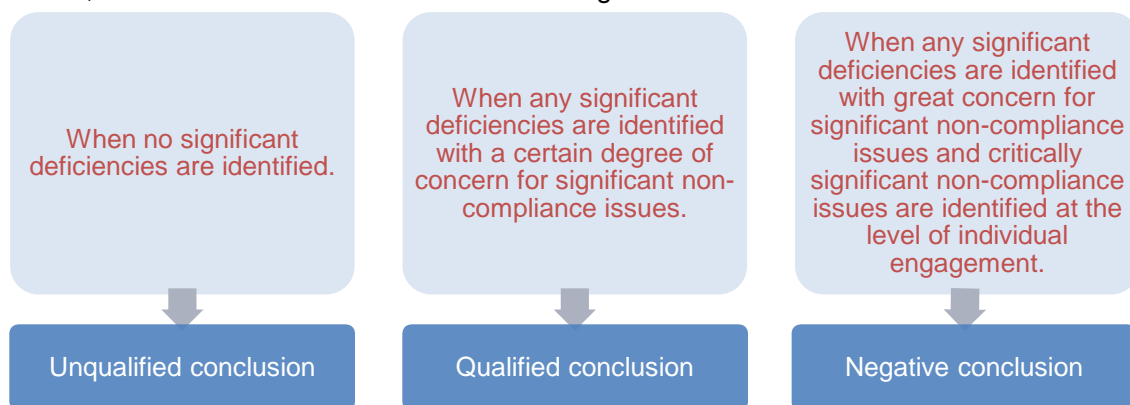 When no significant
deficiencies are identified.
Unqualified conclusion
When any significant
deficiencies are identified
with a certain degree of
concern for significant non-
compliance issues.
Qualified conclusion
When any significant
deficiencies are identified
with great concern for
significant non-compliance
issues and critically
significant non-compliance
issues are identified at the
level of individual
engagement.
Negative conclusion